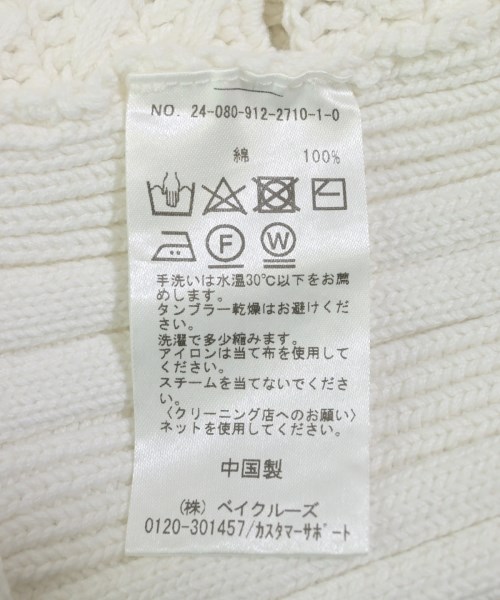 NO. 24-080-912-2710-1-0
綿 100%
F W
手洗いは水温30℃以下をお薦
めします。
タンブラー乾燥はお避けくだ
さい。
洗濯で多少縮みます。
アイロンは当て布を使用して
ください。
スチームを当てないでくださ
い。
〈クリーニング店へのお願い〉
ネットを使用してください。
中国製
(株) ベイクルーズ
0120-301457/カスタマーサポート